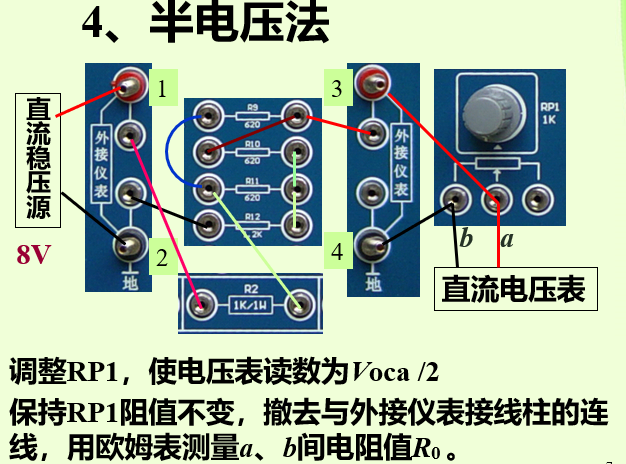 4、半电压法
直流稳压源
8V
1
2
外接仪表
地
R9
620
R10
620
R11
620
R12
R2
1K/1W
3
4
外接仪表
地
RP1
1K
b
a
直流电压表
调整RP1，使电压表读数为Voca /2
保持RP1阻值不变，撤去与外接仪表接线柱的连
线，用欧姆表测量a、b间电阻值R0 。